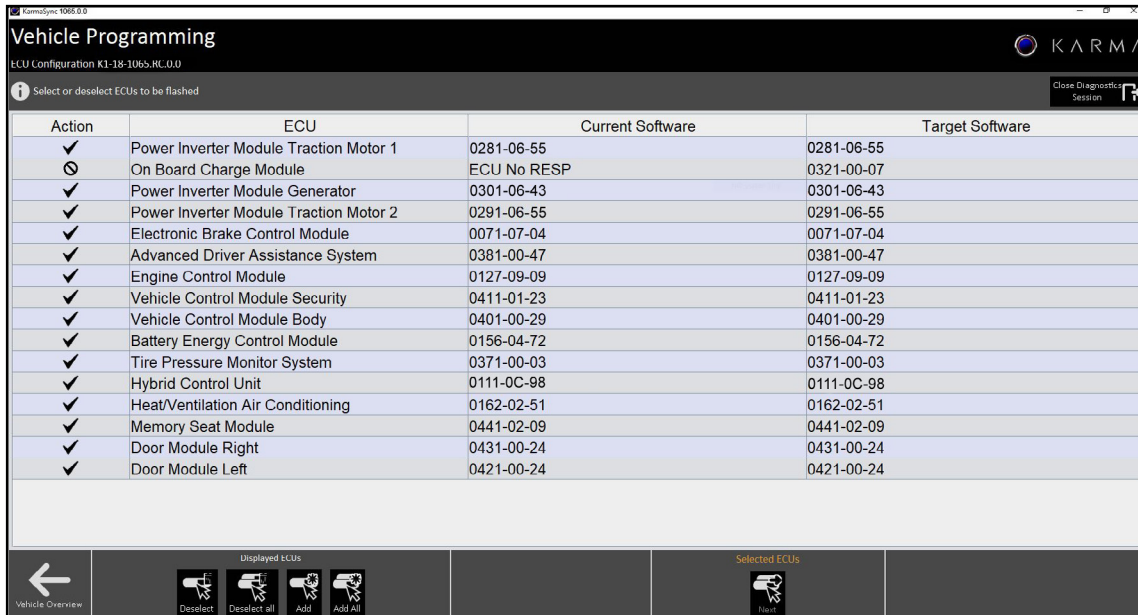 KarmaSync 1065.0.0
Vehicle Programming
KARMA
ECU Configuration K1-18-1065.RC.0.0
Select or deselect ECUs to be flashed
Close Diagnostics
Session
Action ECU Current Software Target Software
Power Inverter Module Traction Motor 1 0281-06-55 0281-06-55
On Board Charge Module ECU No RESP 0321-00-07
Power Inverter Module Generator 0301-06-43 0301-06-43
Power Inverter Module Traction Motor 2 0291-06-55 0291-06-55
Electronic Brake Control Module 0071-07-04 0071-07-04
Advanced Driver Assistance System 0381-00-47 0381-00-47
Engine Control Module 0127-09-09 0127-09-09
Vehicle Control Module Security 0411-01-23 0411-01-23
Vehicle Control Module Body 0401-00-29 0401-00-29
Battery Energy Control Module 0156-04-72 0156-04-72
Tire Pressure Monitor System 0371-00-03 0371-00-03
Hybrid Control Unit 0111-0C-98 0111-0C-98
Heat/Ventilation Air Conditioning 0162-02-51 0162-02-51
Memory Seat Module 0441-02-09 0441-02-09
Door Module Right 0431-00-24 0431-00-24
Door Module Left 0421-00-24 0421-00-24
Displayed ECUs Selected ECUs
Vehicle Overview Deselect Deselect all Add Add All Next